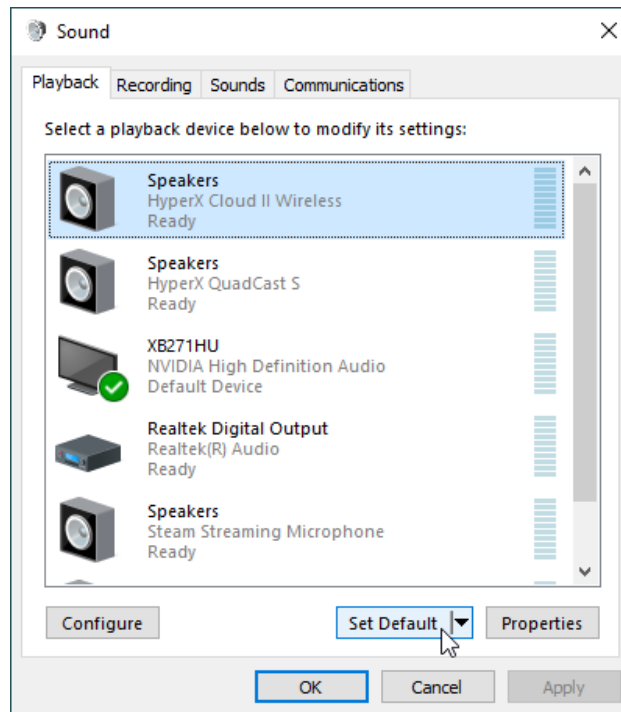 Sound
Playback Recording Sounds Communications
Select a playback device below to modify its settings:
Speakers
HyperX Cloud II Wireless
Ready
Speakers
HyperX QuadCast S
Ready
XB271HU
NVIDIA High Definition Audio
Default Device
Realtek Digital Output
Realtek(R) Audio
Ready
Speakers
Steam Streaming Microphone
Ready
Configure Set Default Properties
OK Cancel Apply